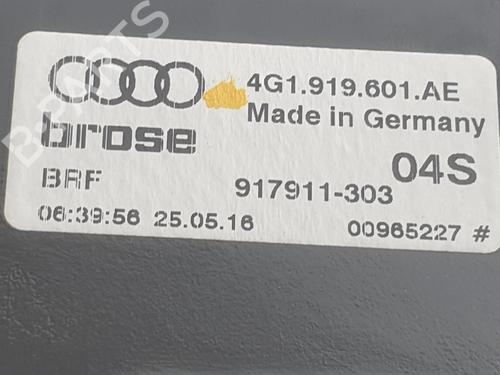 4G1.919.601.AE
Made in Germany
brose
04S
BRF
917911-303
06:39:56 25.05.16
00965227 #
B-PARTS